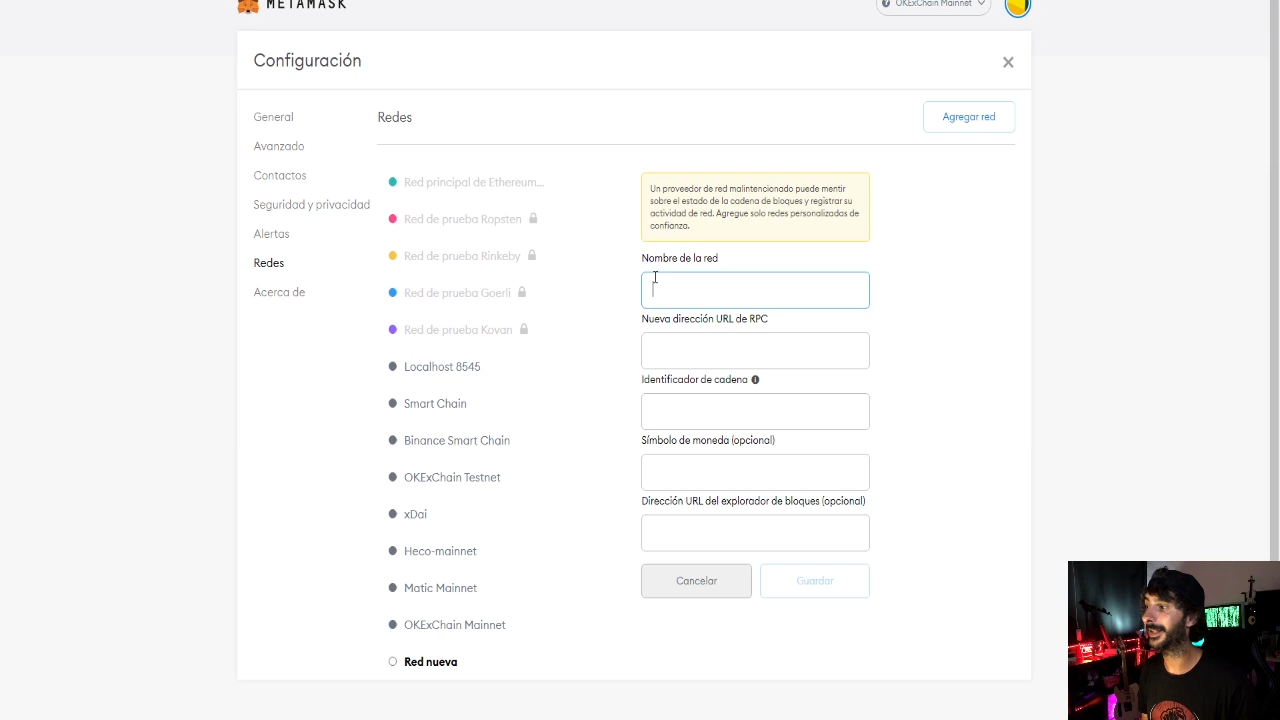 METAMASK
OKExChain Mainnet
Configuración
General
Avanzado
Contactos
Seguridad y privacidad
Alertas
Redes
Acerca de
Redes
Agregar red
Red principal de Ethereum...
Red de prueba Ropsten
Red de prueba Rinkeby
Red de prueba Goerli
Red de prueba Kovan
Localhost 8545
Smart Chain
Binance Smart Chain
OKExChain Testnet
xDai
Heco-mainnet
Matic Mainnet
OKExChain Mainnet
Red nueva
Un proveedor de red malintencionado puede mentir
sobre el estado de la cadena de bloques y registrar su
actividad de red. Agregue solo redes personalizadas de
confianza.
Nombre de la red
Nueva dirección URL de RPC
Identificador de cadena
Símbolo de moneda (opcional)
Dirección URL del explorador de bloques (opcional)
Cancelar
Guardar